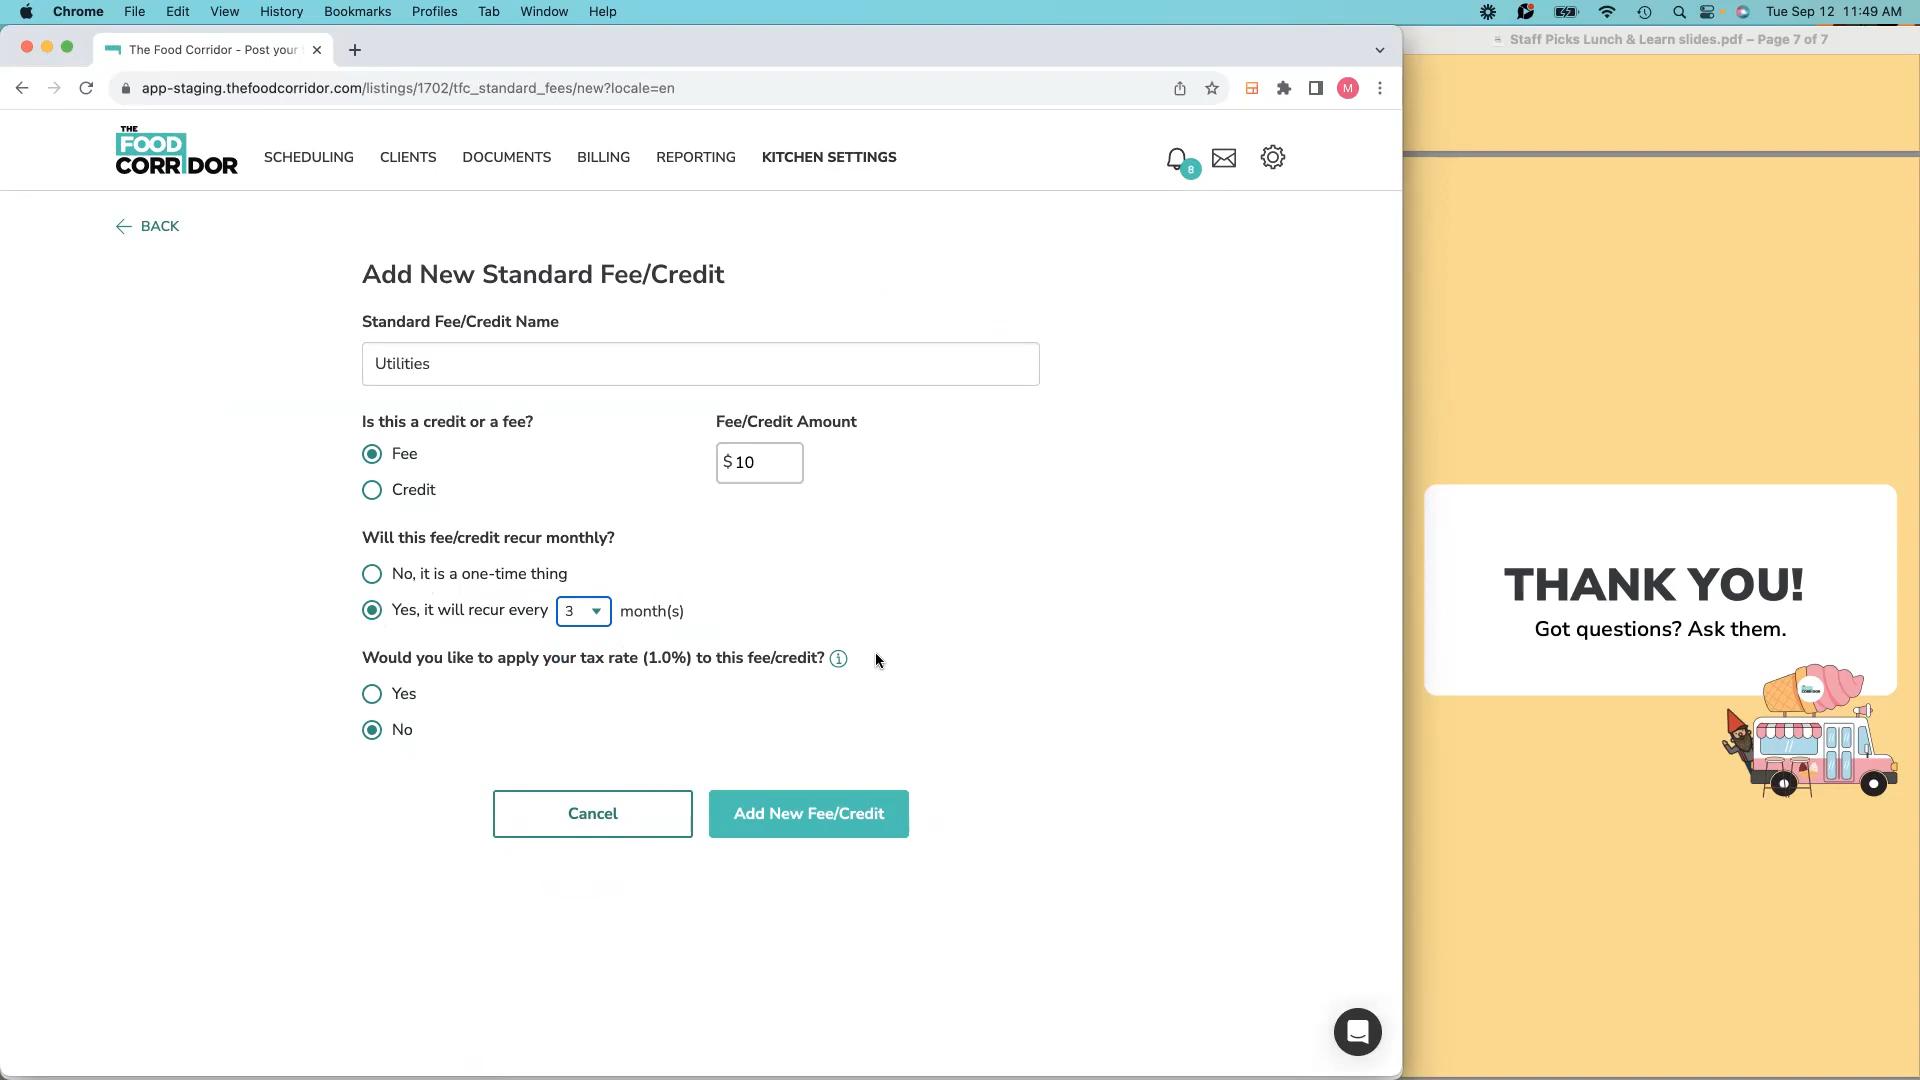 Chrome File Edit View History Bookmarks Profiles Tab Window Help Tue Sep 12 11:49 AM
The Food Corridor - Post your
Staff Picks Lunch & Learn slides.pdf – Page 7 of 7
app-staging.thefoodcorridor.com/listings/1702/tfc_standard_fees/new?locale=en
M
THE
FOOD
CORRIDOR
SCHEDULING CLIENTS DOCUMENTS BILLING REPORTING KITCHEN SETTINGS
8
BACK
Add New Standard Fee/Credit
Standard Fee/Credit Name
Utilities
Is this a credit or a fee?
Fee/Credit Amount
Fee
$ 10
Credit
Will this fee/credit recur monthly?
No, it is a one-time thing
Yes, it will recur every 3 month(s)
Would you like to apply your tax rate (1.0%) to this fee/credit?
Yes
No
Cancel
Add New Fee/Credit
THANK YOU!
Got questions? Ask them.